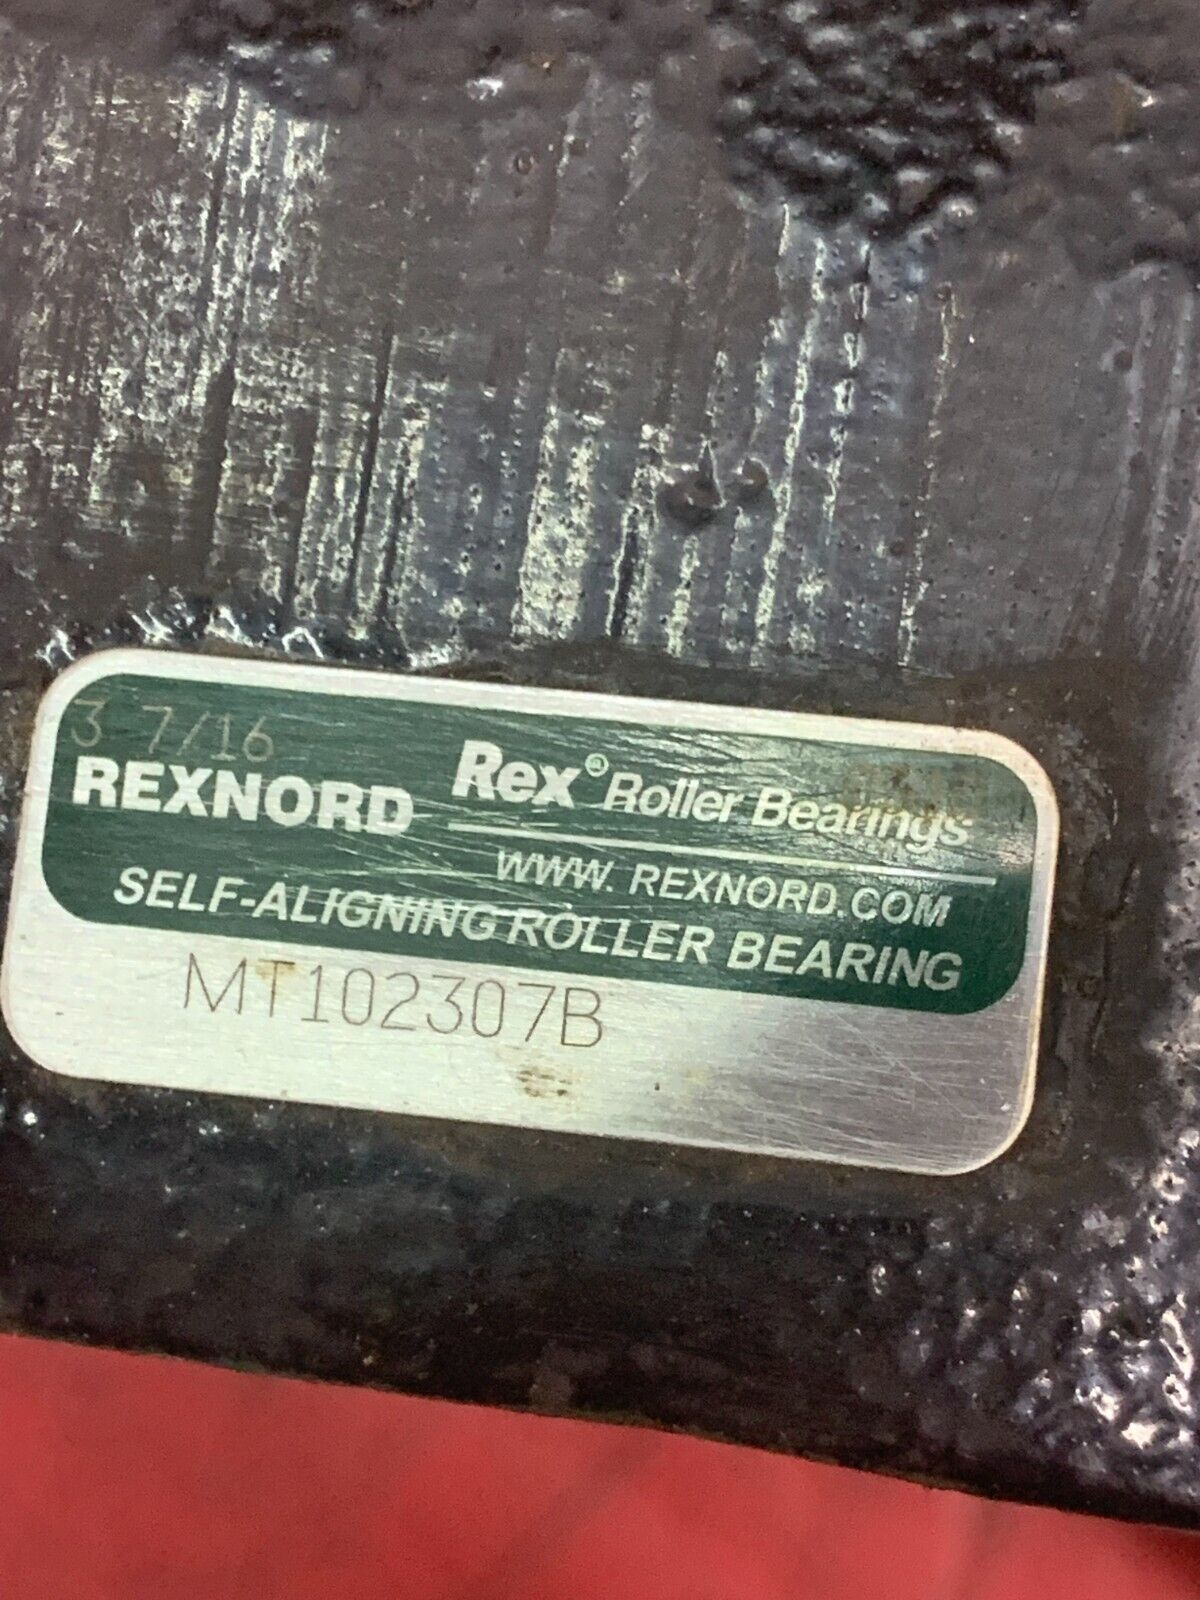 3 7/16
REXNORD Rex® Roller Bearings
WWW. REXNORD.COM
SELF-ALIGNING ROLLER BEARING
MT102307B